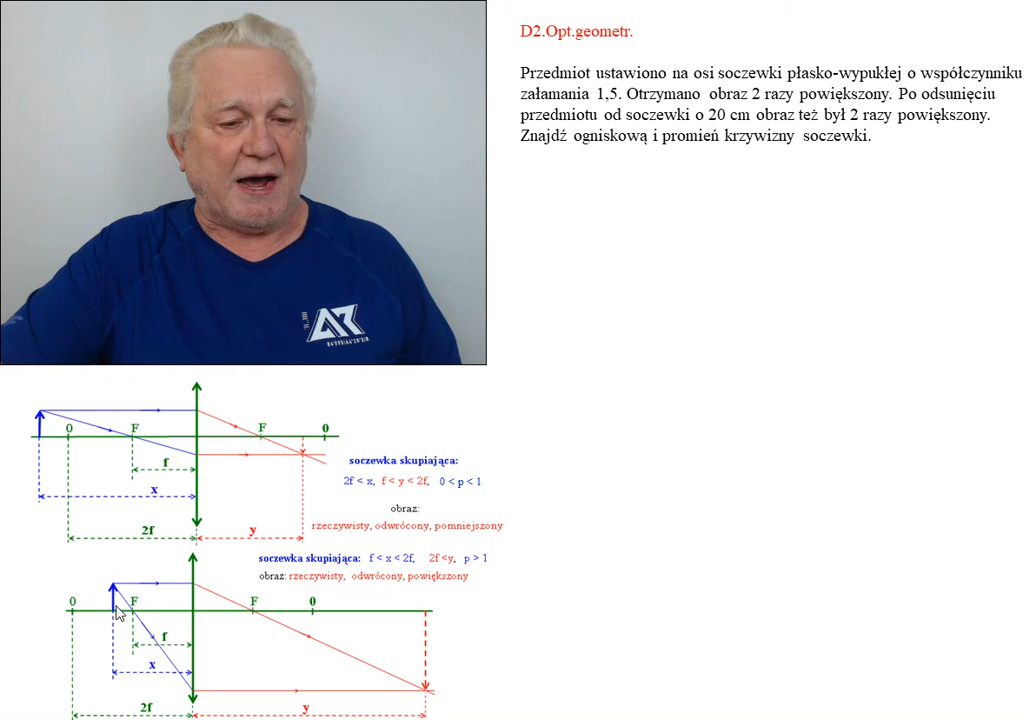 D2.Opt.geometr.
Przedmiot ustawiono na osi soczewki płasko-wypukłej o współczynniku
załamania 1,5. Otrzymano obraz 2 razy powiększony. Po odsunięciu
przedmiotu od soczewki o 20 cm obraz też był 2 razy powiększony.
Znajdź ogniskową i promień krzywizny soczewki.
AR
0 F F 0
f
x
2f y
soczewka skupiająca:
2f < x, f < y < 2f, 0 < p < 1
obraz:
rzeczywisty, odwrócony, pomniejszony
soczewka skupiająca: f < x < 2f, 2f <y, p > 1
obraz: rzeczywisty, odwrócony, powiększony
0 F F 0
f
x
2f y